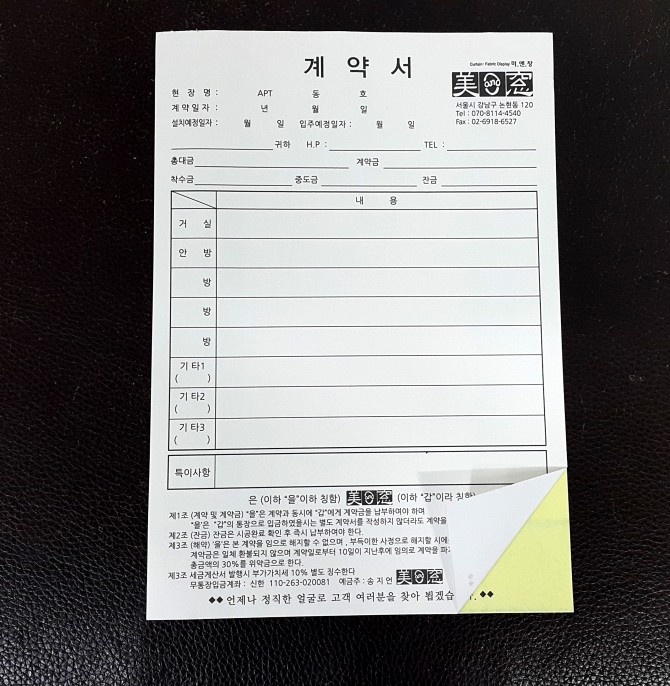 계 약 서
Curtain·Fabric Display 미.앤.창
美and窓
현 장 명 : APT 동 호
서울시 강남구 논현동 120
계약일자 : 년 월 일
Tel : 070-8114-4540
Fax : 02-6918-6527
설치예정일자 : 월 일 입주예정일자 : 월 일
귀하 H.P : TEL :
총대금 계약금
착수금 중도금 잔금
내 용
거 실
안 방
방
방
방
기 타1
( )
기 타2
( )
기 타3
( )
특이사항
은 (이하 "을"이하 칭함) 美and窓 (이하 "갑"이라 칭함)
제1조 (계약 및 계약금) "을"은 계약과 동시에 "갑"에게 계약금을 납부하여야 하며
"을'은 "갑"의 통장으로 입금하였을시는 별도 계약서를 작성하지 않더라도 계약을
제2조 (잔금) 잔금은 시공완료 확인 후 즉시 납부하여야 한다.
제3조 (해약) '을'은 본 계약을 임으로 해지할 수 없으며, 부득이한 사정으로 해지할 시에
계약금은 일체 환불되지 않으며 계약일로부터 10일이 지난후에 임의로 계약을 파
총금액의 30%를 위약금으로 한다.
제3조 세금계산서 발행시 부가가치세 10% 별도 징수한다
무통장입금계좌 : 신한 110-263-020081 예금주 : 송 지 연 美and窓
◆◆ 언제나 정직한 얼굴로 고객 여러분을 찾아 뵙겠습 . ◆◆